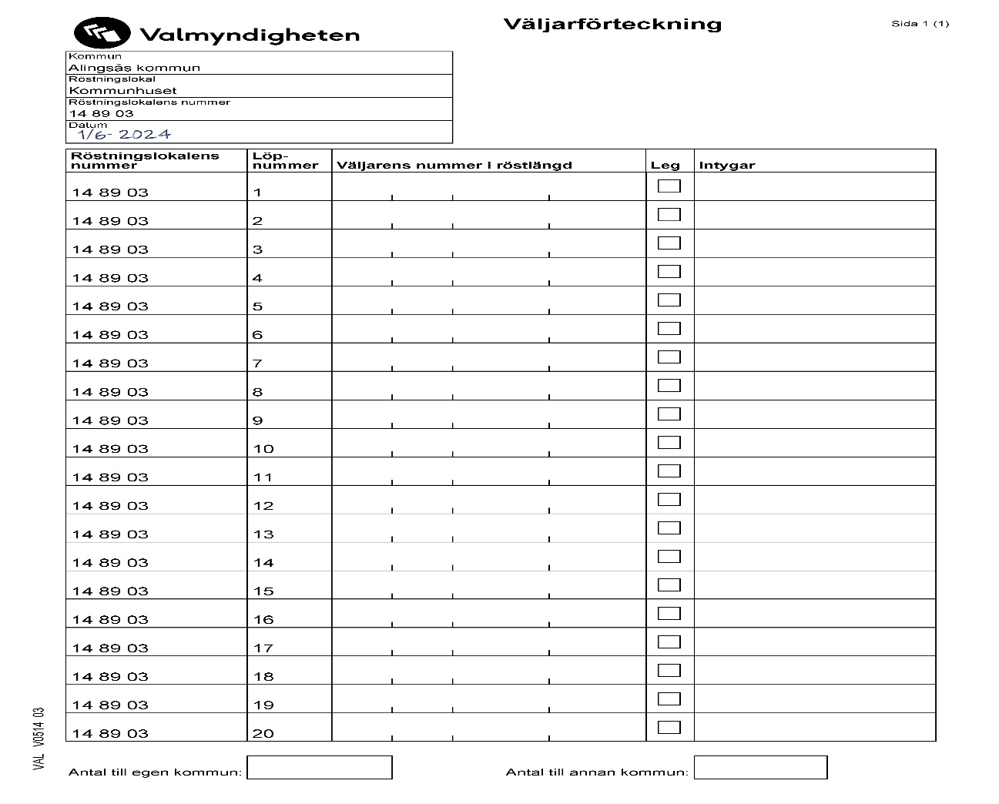 Valmyndigheten
Väljarförteckning
Sida 1 (1)
Kommun
Alingsås kommun
Röstningslokal
Kommunhuset
Röstningslokalens nummer
14 89 03
Datum
1/6- 2024
Röstningslokalens nummer Löp-nummer Väljarens nummer i röstlängd Leg Intygar
14 89 03 1
14 89 03 2
14 89 03 3
14 89 03 4
14 89 03 5
14 89 03 6
14 89 03 7
14 89 03 8
14 89 03 9
14 89 03 10
14 89 03 11
14 89 03 12
14 89 03 13
14 89 03 14
14 89 03 15
14 89 03 16
14 89 03 17
14 89 03 18
14 89 03 19
14 89 03 20
Antal till egen kommun: Antal till annan kommun:
VAL V0514 03